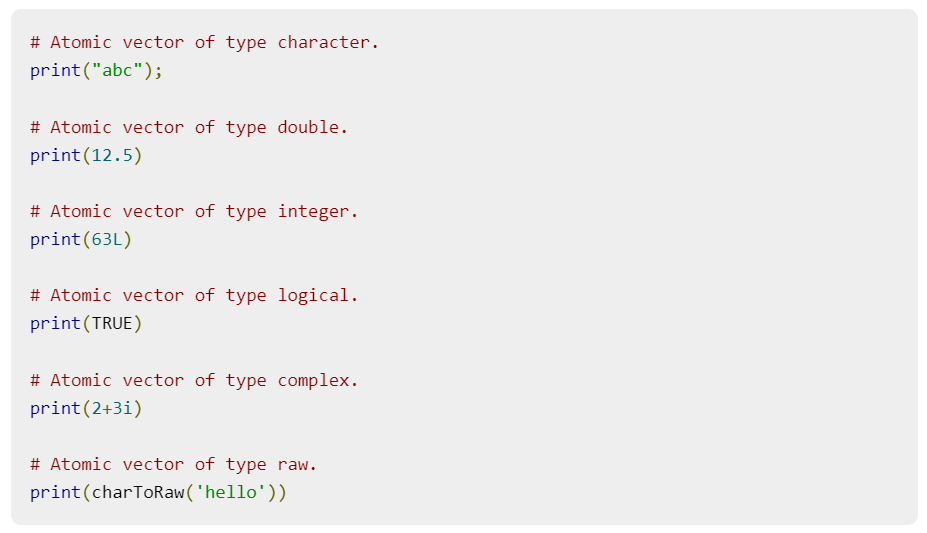 # Atomic vector of type character.
print("abc");
# Atomic vector of type double.
print(12.5)
# Atomic vector of type integer.
print(63L)
# Atomic vector of type logical.
print(TRUE)
# Atomic vector of type complex.
print(2+3i)
# Atomic vector of type raw.
print(charToRaw('hello'))